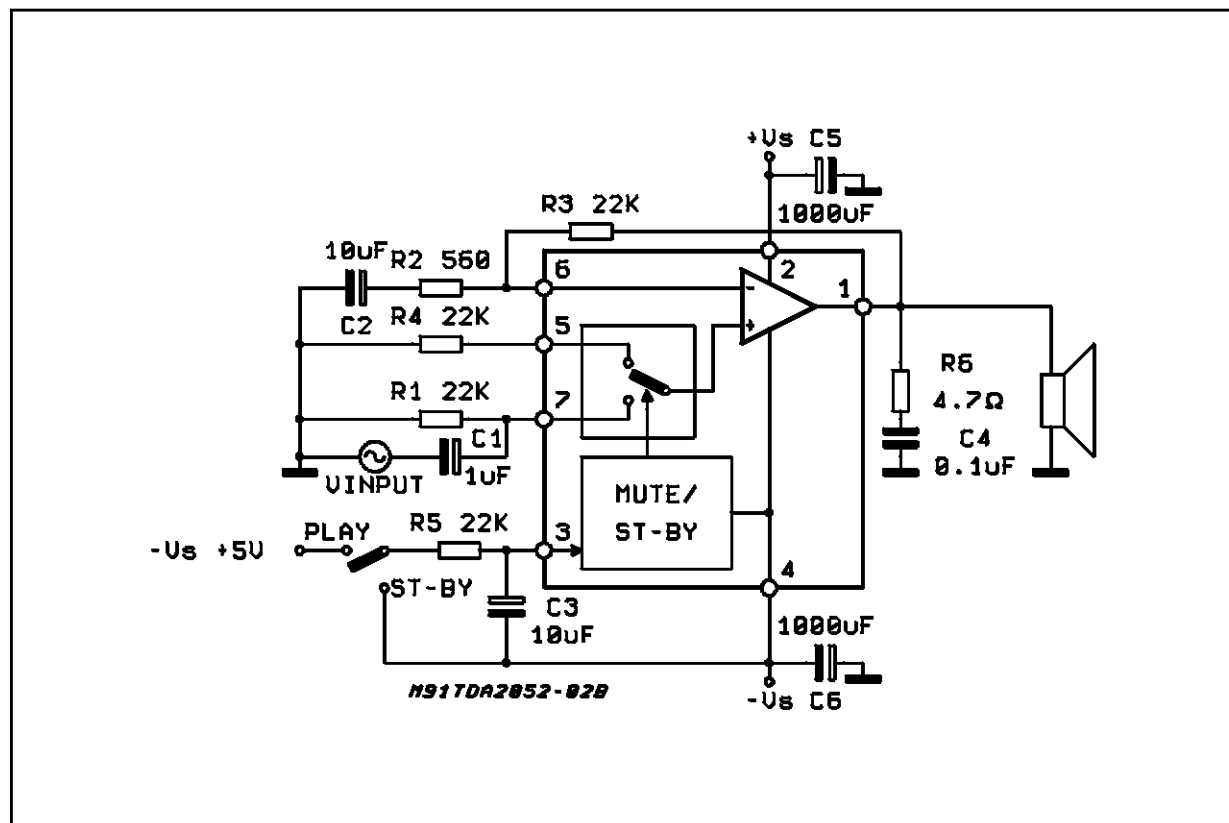 +Vs C5
R3 22K
1000uF
10uF
R2 560
6
2
1
C2
R4 22K
5
-
+
R6
4.7Ω
R1 22K
7
C1
C4
0.1uF
1uF
VINPUT
MUTE/
ST-BY
PLAY
R5 22K
3
-Vs +5V
4
ST-BY
C3
10uF
1000uF
M91TDA2052-02B
-Vs C6